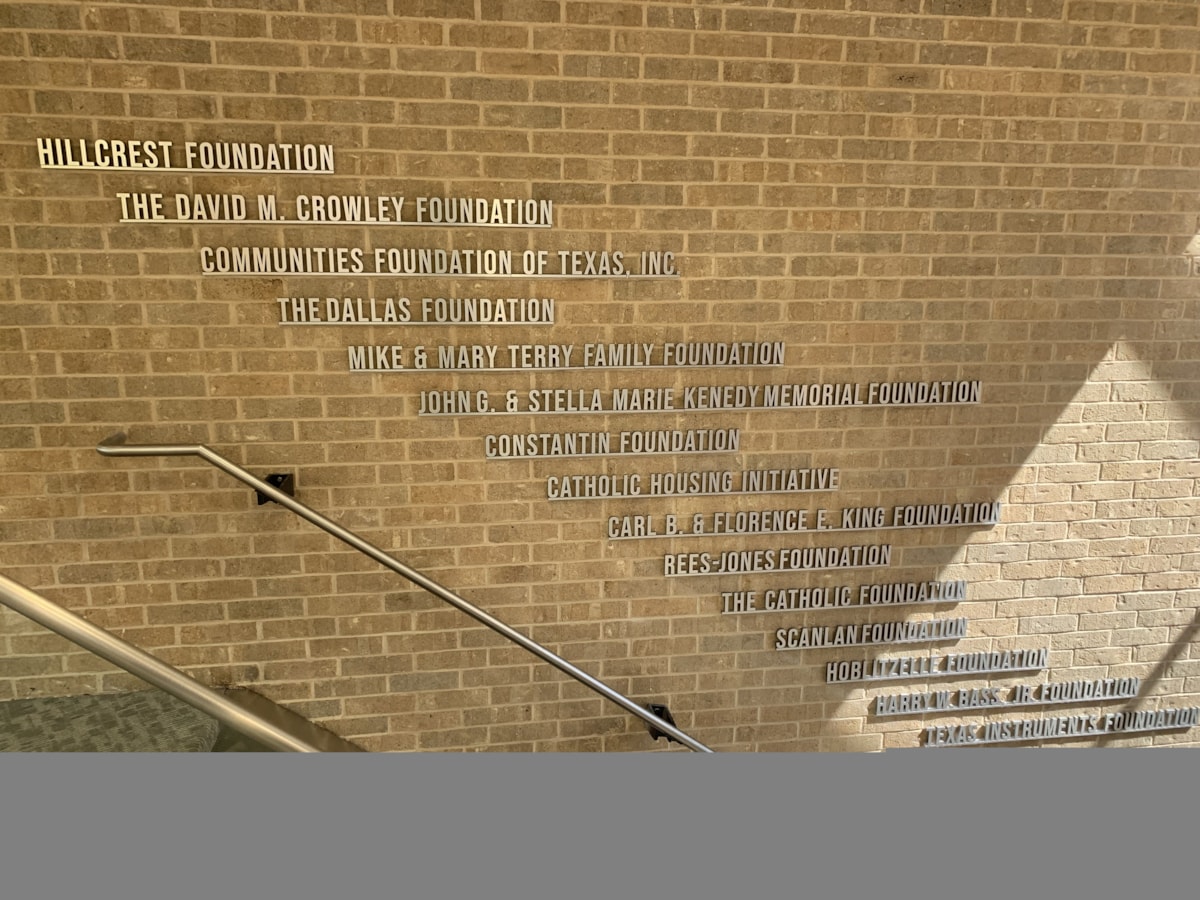 HILLCREST FOUNDATION
THE DAVID M. CROWLEY FOUNDATION
COMMUNITIES FOUNDATION OF TEXAS, INC.
THE DALLAS FOUNDATION
MIKE & MARY TERRY FAMILY FOUNDATION
JOHN G. & STELLA MARIE KENEDY MEMORIAL FOUNDATION
CONSTANTIN FOUNDATION
CATHOLIC HOUSING INITIATIVE
CARL B. & FLORENCE E. KING FOUNDATION
REES-JONES FOUNDATION
THE CATHOLIC FOUNDATION
SCANLAN FOUNDATION
HOBLITZELLE FOUNDATION
HARRY W. BASS, JR. FOUNDATION
TEXAS INSTRUMENTS FOUNDATION